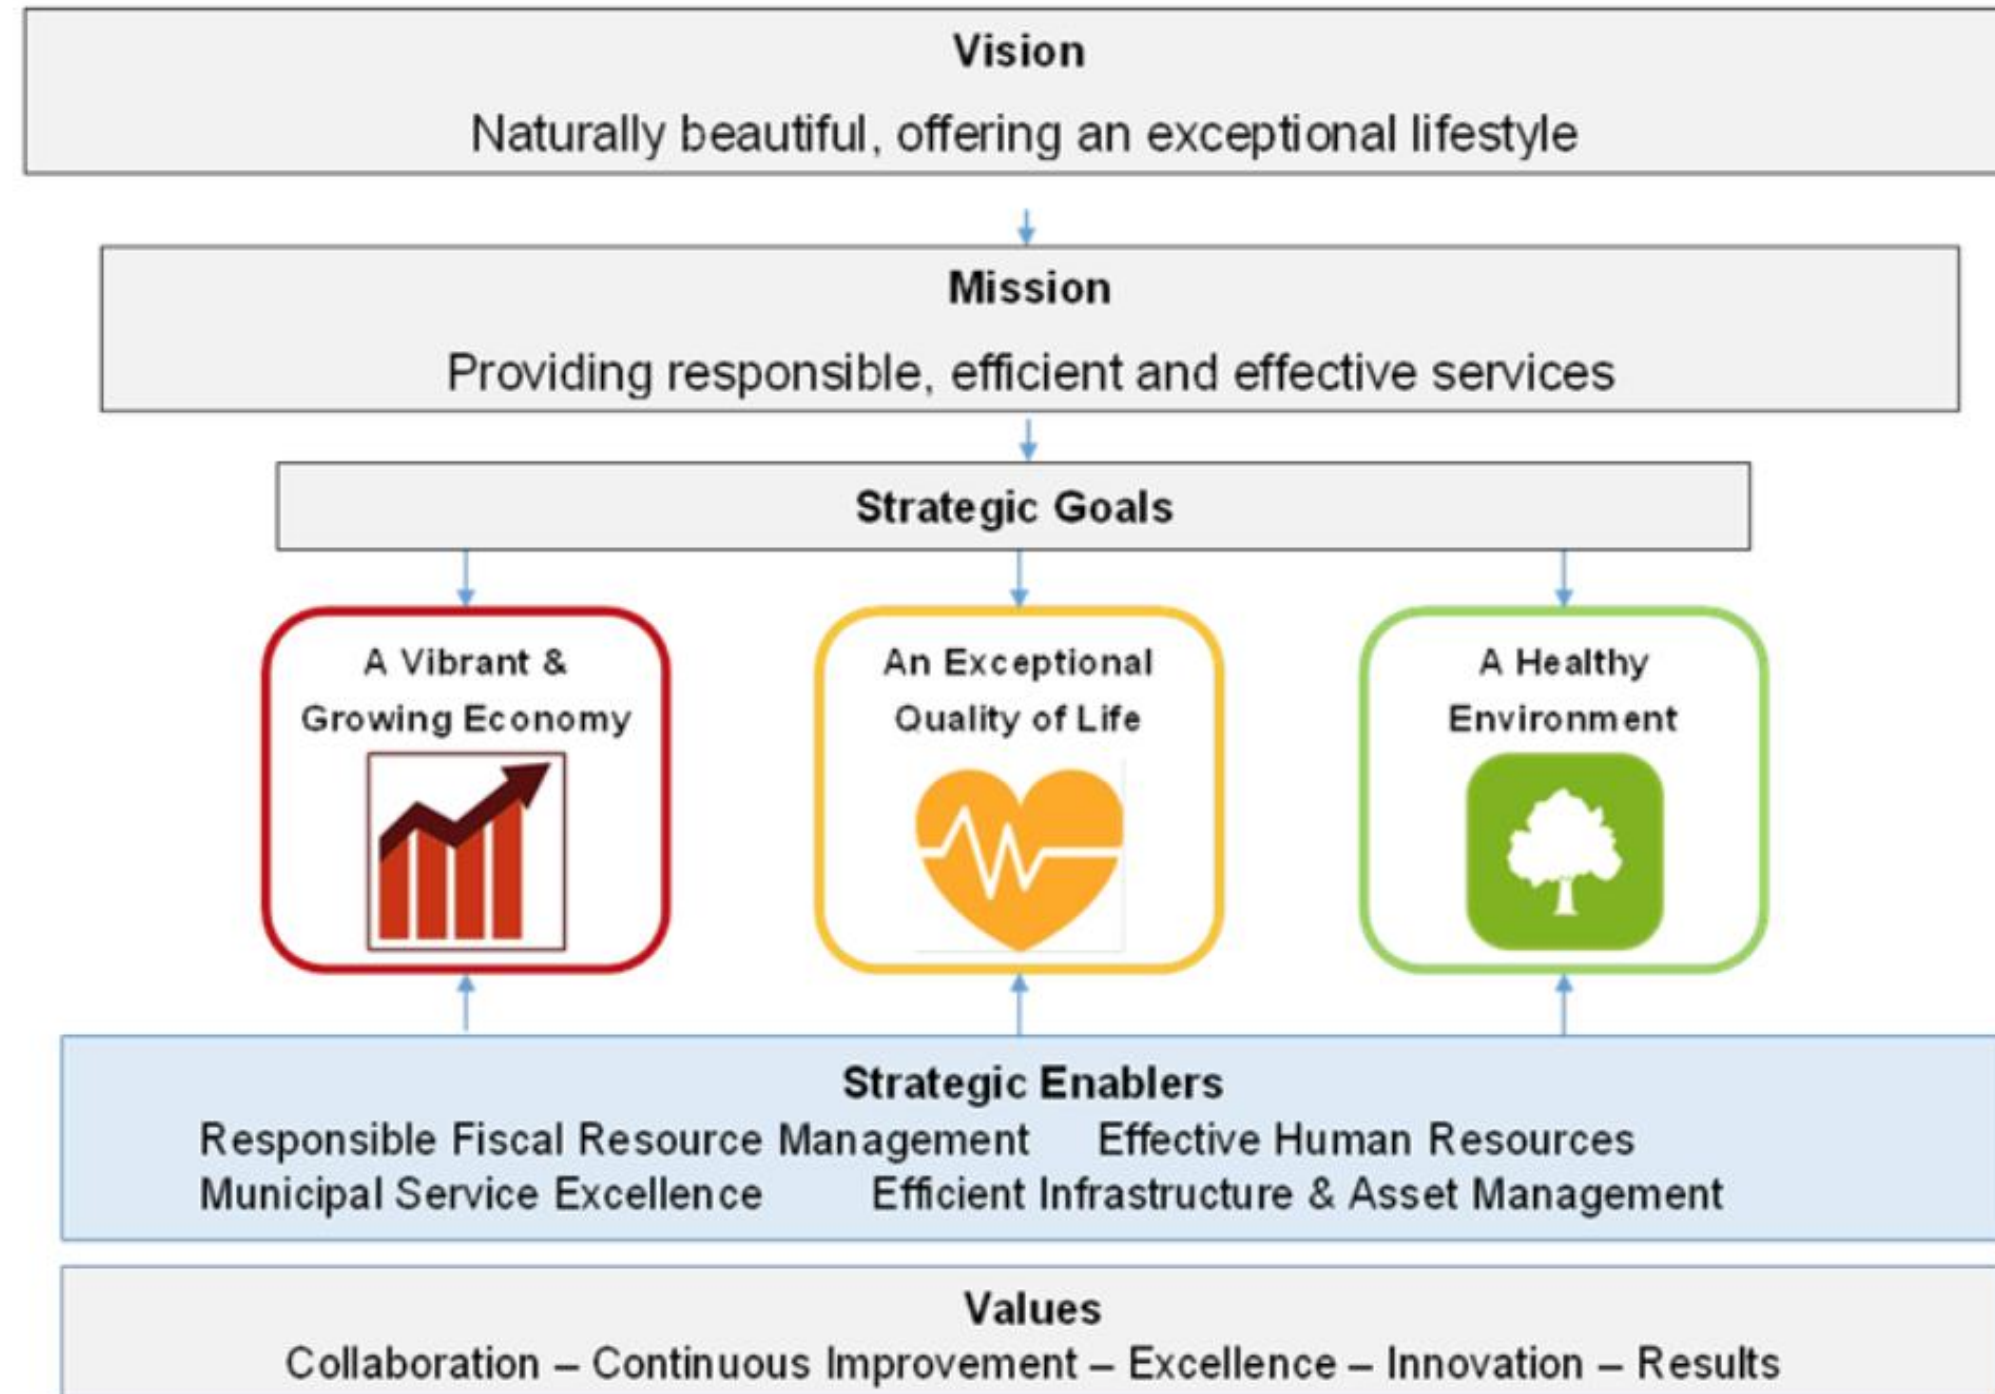 Vision
Naturally beautiful, offering an exceptional lifestyle
Mission
Providing responsible, efficient and effective services
Strategic Goals
A Vibrant &
Growing Economy
An Exceptional
Quality of Life
A Healthy
Environment
Strategic Enablers
Responsible Fiscal Resource Management Effective Human Resources
Municipal Service Excellence Efficient Infrastructure & Asset Management
Values
Collaboration – Continuous Improvement – Excellence – Innovation – Results